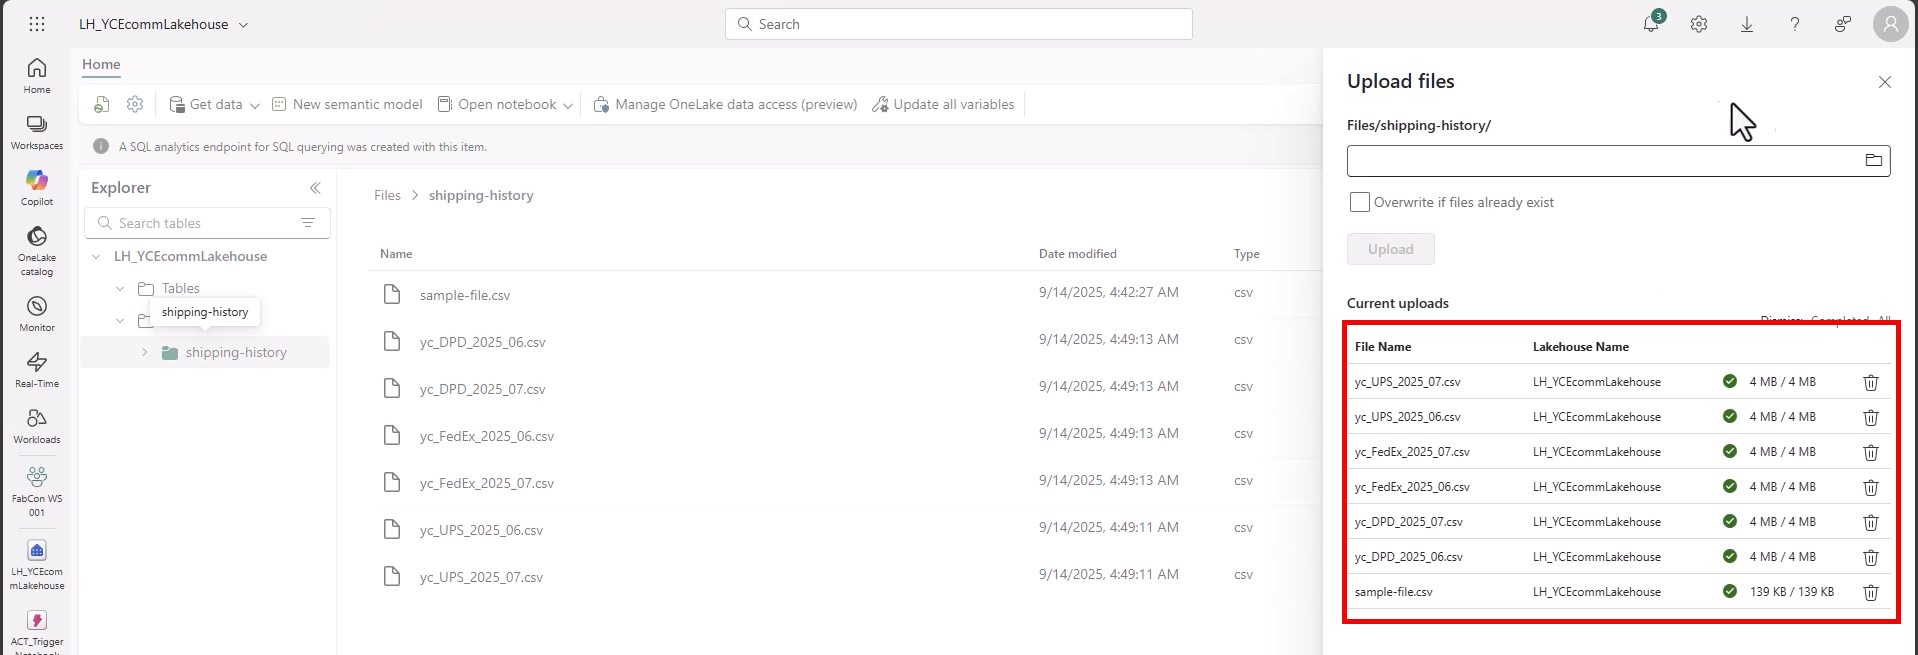 LH_YCEcommLakehouse
Search
3
Home
Workspaces
Copilot
OneLake
catalog
Monitor
Real-Time
Workloads
FabCon WS
001
LH_YCEcom
mLakehouse
ACT_Trigger
Home
Get data
New semantic model
Open notebook
Manage OneLake data access (preview)
Update all variables
A SQL analytics endpoint for SQL querying was created with this item.
Explorer
Search tables
LH_YCEcommLakehouse
Tables
shipping-history
shipping-history
Files > shipping-history
Name Date modified Type
sample-file.csv 9/14/2025, 4:42:27 AM csv
yc_DPD_2025_06.csv 9/14/2025, 4:49:13 AM csv
yc_DPD_2025_07.csv 9/14/2025, 4:49:13 AM csv
yc_FedEx_2025_06.csv 9/14/2025, 4:49:13 AM csv
yc_FedEx_2025_07.csv 9/14/2025, 4:49:13 AM csv
yc_UPS_2025_06.csv 9/14/2025, 4:49:11 AM csv
yc_UPS_2025_07.csv 9/14/2025, 4:49:11 AM csv
Upload files
Files/shipping-history/
Overwrite if files already exist
Upload
Current uploads
File Name Lakehouse Name
yc_UPS_2025_07.csv LH_YCEcommLakehouse 4 MB / 4 MB
yc_UPS_2025_06.csv LH_YCEcommLakehouse 4 MB / 4 MB
yc_FedEx_2025_07.csv LH_YCEcommLakehouse 4 MB / 4 MB
yc_FedEx_2025_06.csv LH_YCEcommLakehouse 4 MB / 4 MB
yc_DPD_2025_07.csv LH_YCEcommLakehouse 4 MB / 4 MB
yc_DPD_2025_06.csv LH_YCEcommLakehouse 4 MB / 4 MB
sample-file.csv LH_YCEcommLakehouse 139 KB / 139 KB